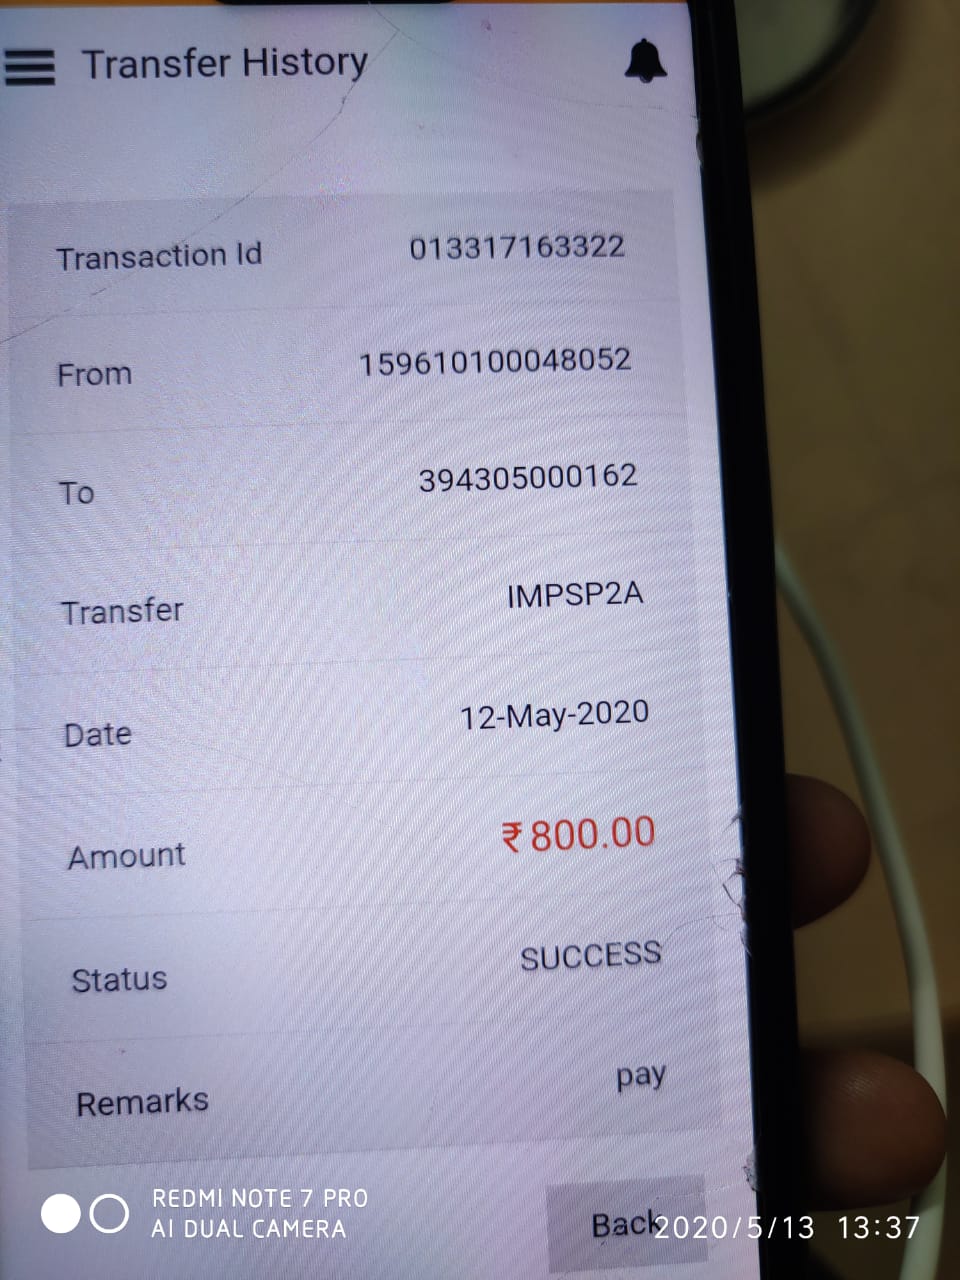 Transfer History
Transaction Id 013317163322
From 159610100048052
To 394305000162
Transfer IMPSP2A
Date 12-May-2020
Amount ₹800.00
Status SUCCESS
Remarks pay
Back
REDMI NOTE 7 PRO
AI DUAL CAMERA
2020/5/13 13:37